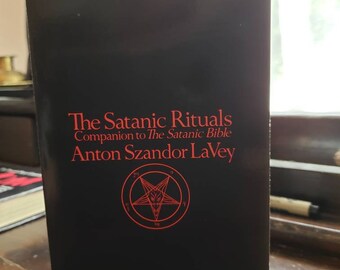 The Satanic Rituals
Companion to The Satanic Bible
Anton Szandor LaVey